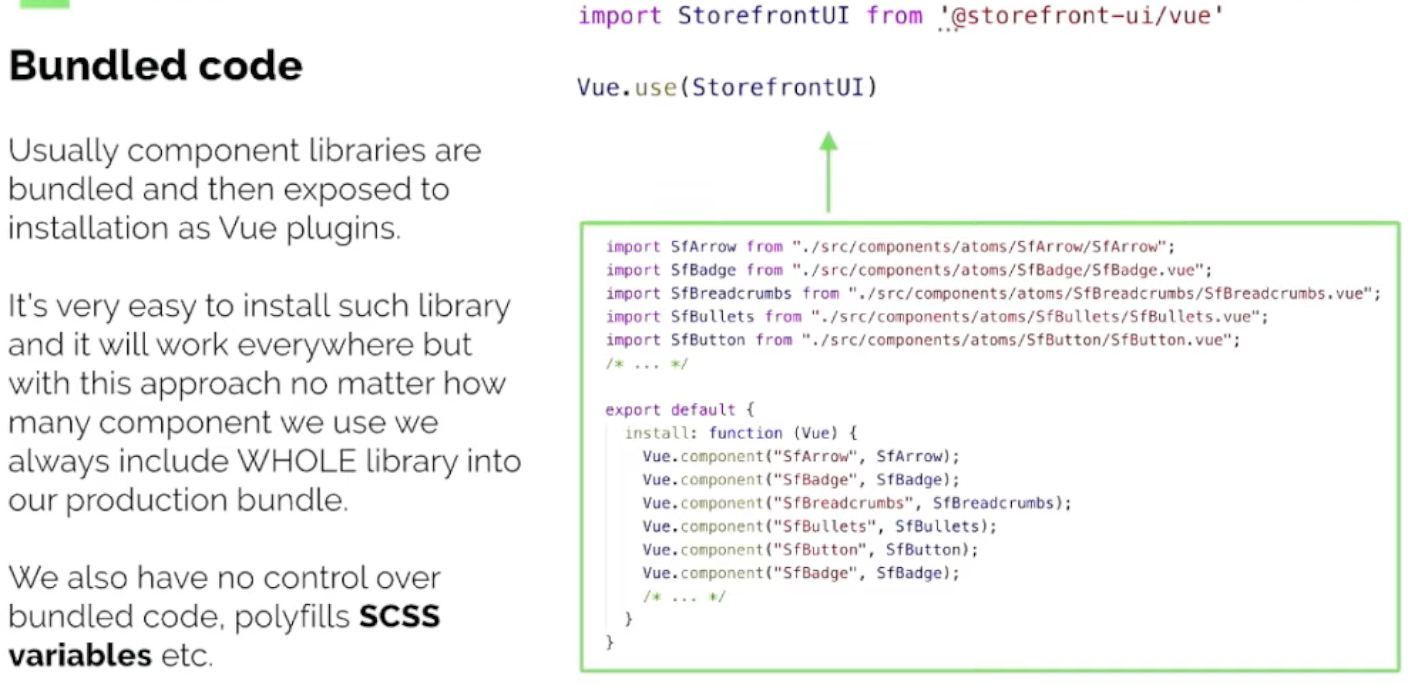 Bundled code
Usually component libraries are
bundled and then exposed to
installation as Vue plugins.
It's very easy to install such library
and it will work everywhere but
with this approach no matter how
many component we use we
always include WHOLE library into
our production bundle.
We also have no control over
bundled code, polyfills SCSS
variables etc.
import StorefrontUI from '@storefront-ui/vue'
Vue.use(StorefrontUI)
import SfArrow from "./src/components/atoms/SfArrow/SfArrow";
import SfBadge from "./src/components/atoms/SfBadge/SfBadge.vue";
import SfBreadcrumbs from "./src/components/atoms/SfBreadcrumbs/SfBreadcrumbs.vue";
import SfBullets from "./src/components/atoms/SfBullets/SfBullets.vue";
import SfButton from "./src/components/atoms/SfButton/SfButton.vue";
/* ... */
export default {
install: function (Vue) {
Vue.component("SfArrow", SfArrow);
Vue.component("SfBadge", SfBadge);
Vue.component("SfBreadcrumbs", SfBreadcrumbs);
Vue.component("SfBullets", SfBullets);
Vue.component("SfButton", SfButton);
Vue.component("SfBadge", SfBadge);
/* ... */
}
}